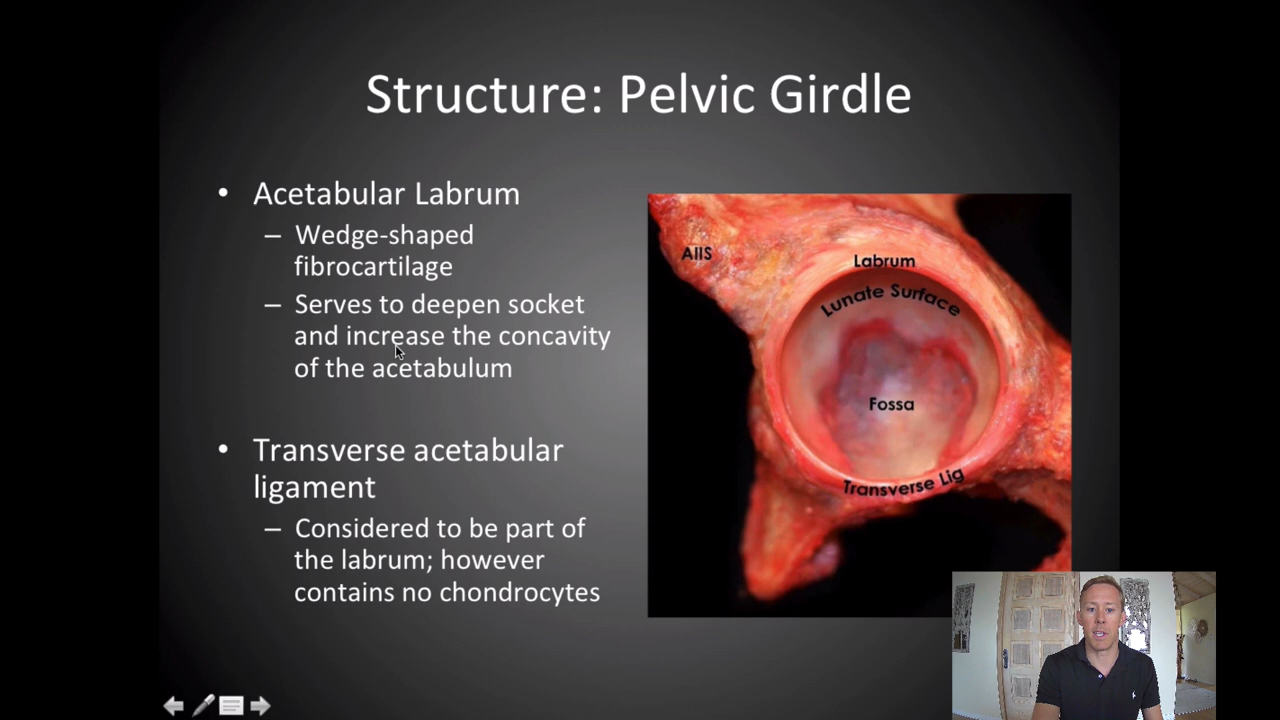 Structure: Pelvic Girdle
• Acetabular Labrum
– Wedge-shaped
fibrocartilage
– Serves to deepen socket
and increase the concavity
of the acetabulum
• Transverse acetabular
ligament
– Considered to be part of
the labrum; however
contains no chondrocytes
AIIS
Labrum
Lunate Surface
Fossa
Transverse Lig